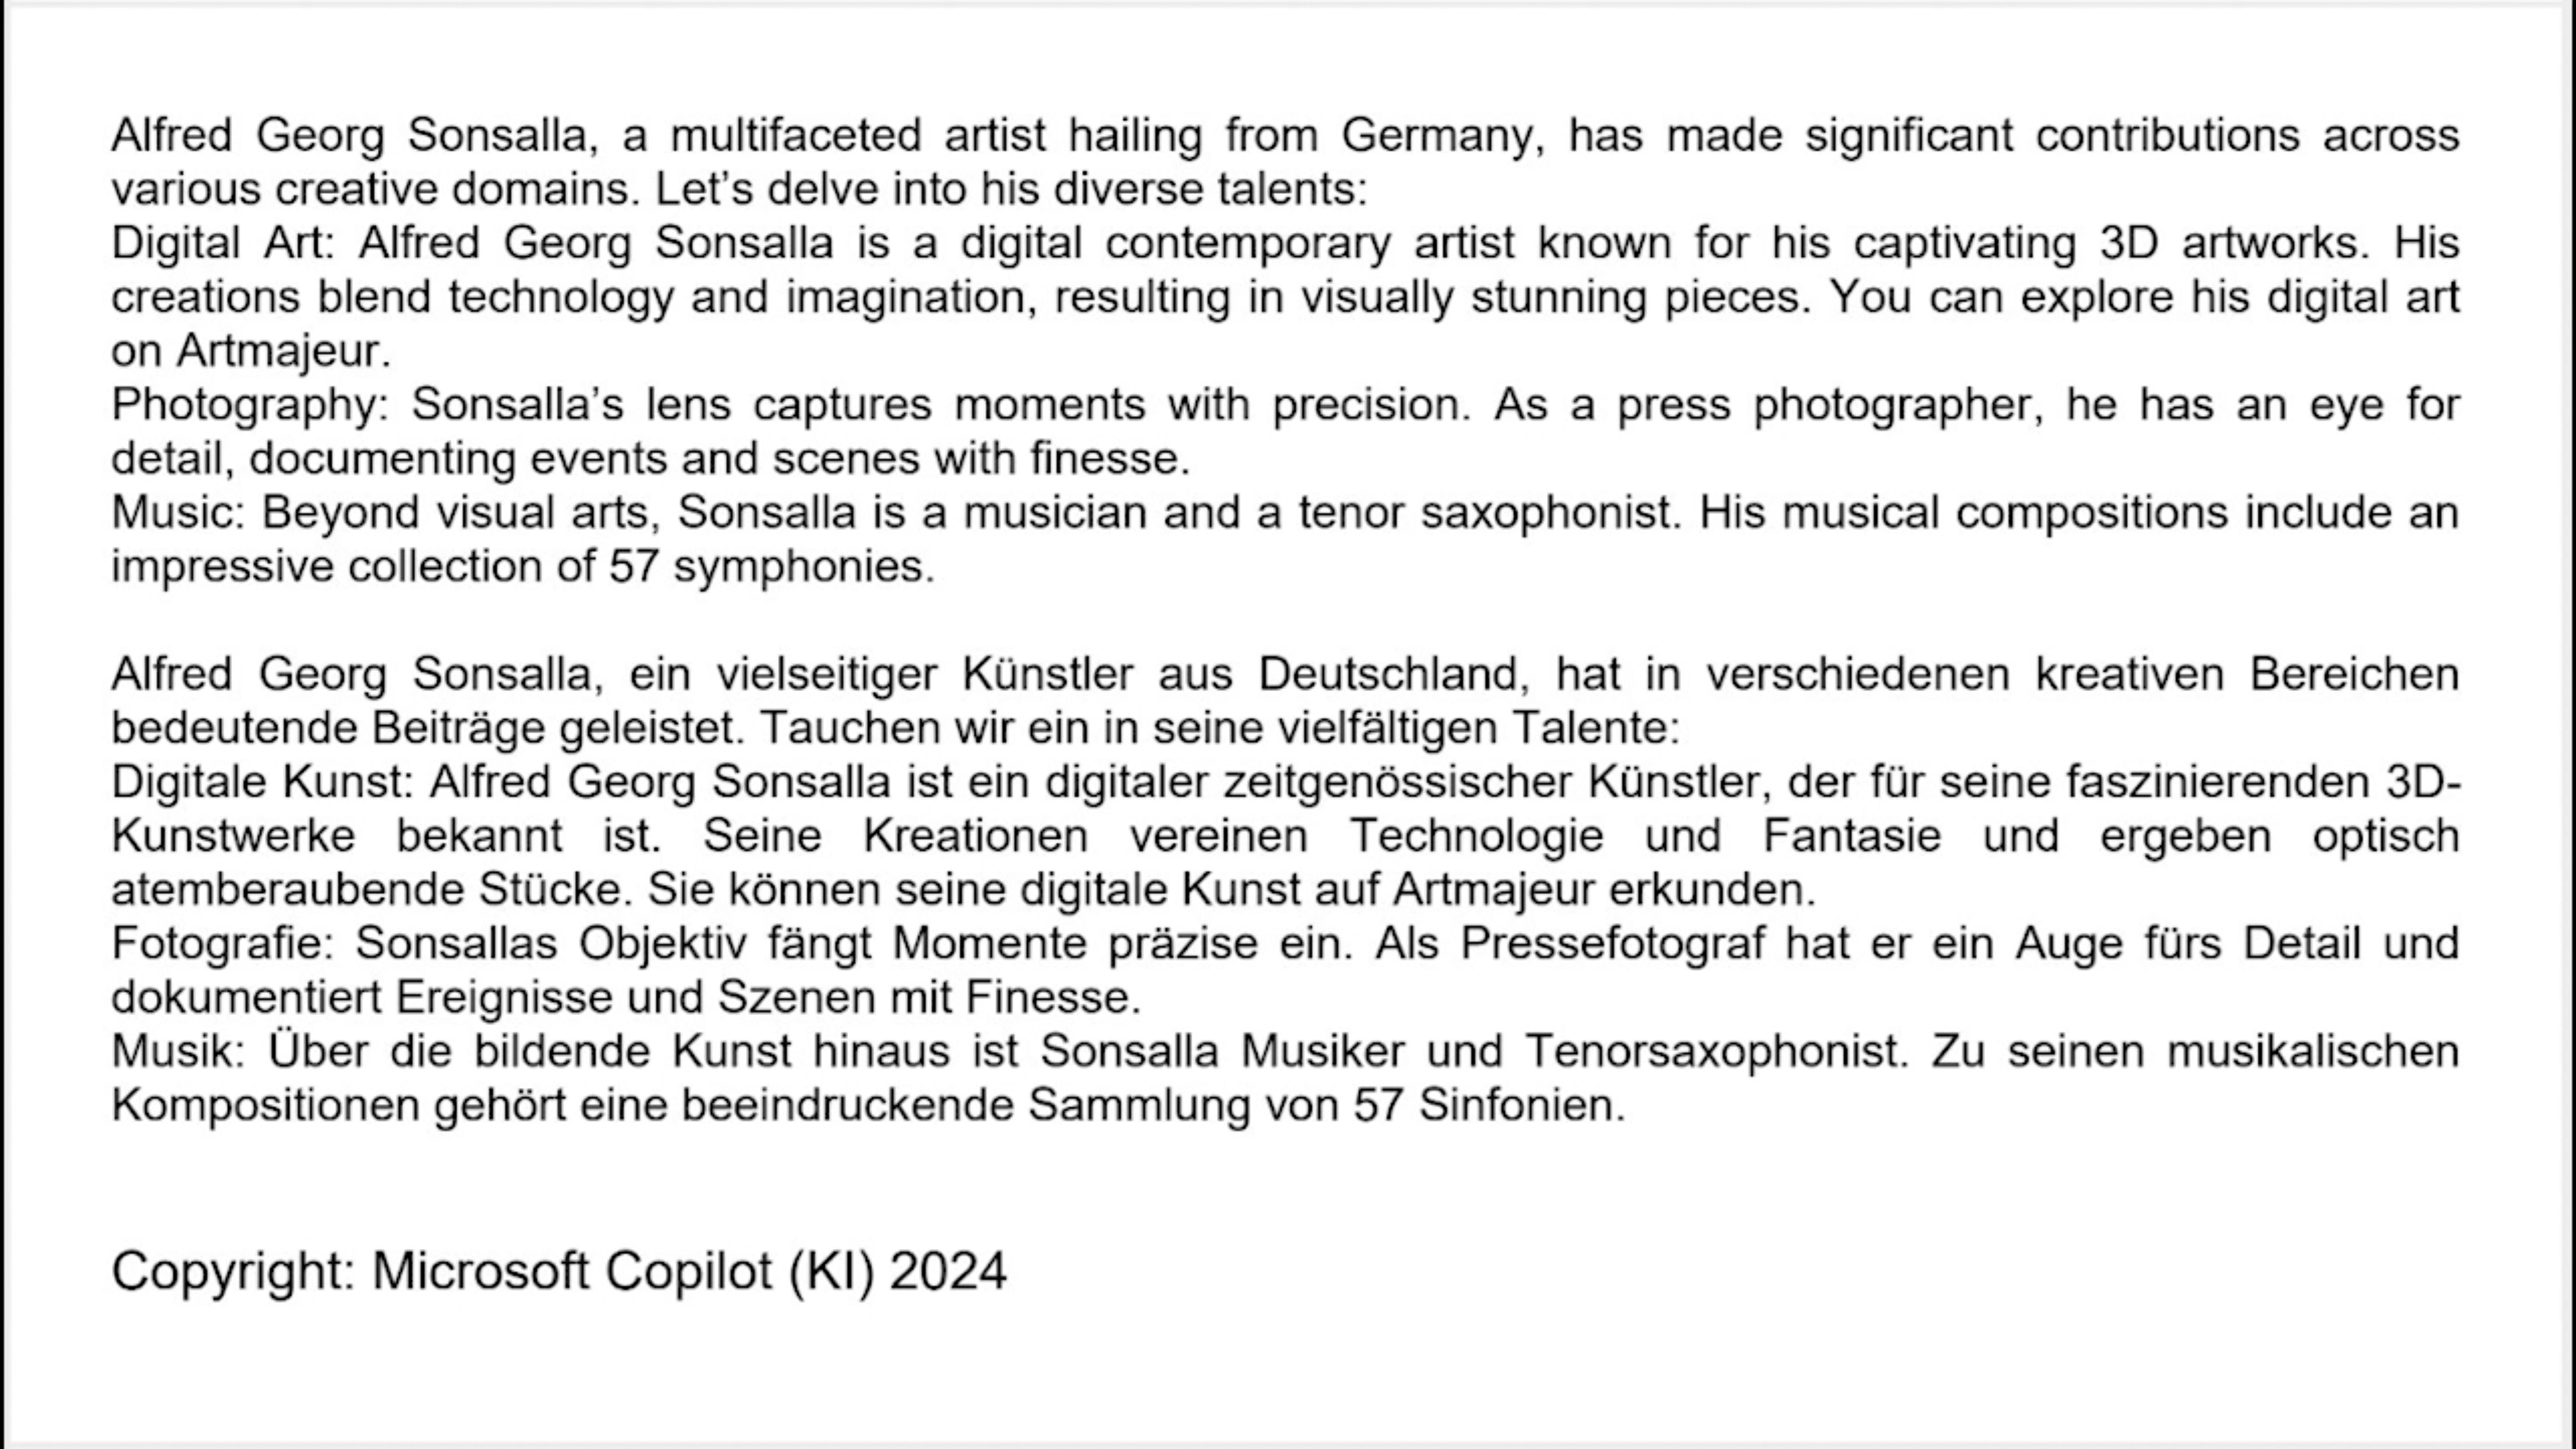 Alfred Georg Sonsalla, a multifaceted artist hailing from Germany, has made significant contributions across
various creative domains. Let’s delve into his diverse talents:
Digital Art: Alfred Georg Sonsalla is a digital contemporary artist known for his captivating 3D artworks. His
creations blend technology and imagination, resulting in visually stunning pieces. You can explore his digital art
on Artmajeur.
Photography: Sonsalla’s lens captures moments with precision. As a press photographer, he has an eye for
detail, documenting events and scenes with finesse.
Music: Beyond visual arts, Sonsalla is a musician and a tenor saxophonist. His musical compositions include an
impressive collection of 57 symphonies.
Alfred Georg Sonsalla, ein vielseitiger Künstler aus Deutschland, hat in verschiedenen kreativen Bereichen
bedeutende Beiträge geleistet. Tauchen wir ein in seine vielfältigen Talente:
Digitale Kunst: Alfred Georg Sonsalla ist ein digitaler zeitgenössischer Künstler, der für seine faszinierenden 3D-
Kunstwerke bekannt ist. Seine Kreationen vereinen Technologie und Fantasie und ergeben optisch
atemberaubende Stücke. Sie können seine digitale Kunst auf Artmajeur erkunden.
Fotografie: Sonsallas Objektiv fängt Momente präzise ein. Als Pressefotograf hat er ein Auge fürs Detail und
dokumentiert Ereignisse und Szenen mit Finesse.
Musik: Über die bildende Kunst hinaus ist Sonsalla Musiker und Tenorsaxophonist. Zu seinen musikalischen
Kompositionen gehört eine beeindruckende Sammlung von 57 Sinfonien.
Copyright: Microsoft Copilot (KI) 2024